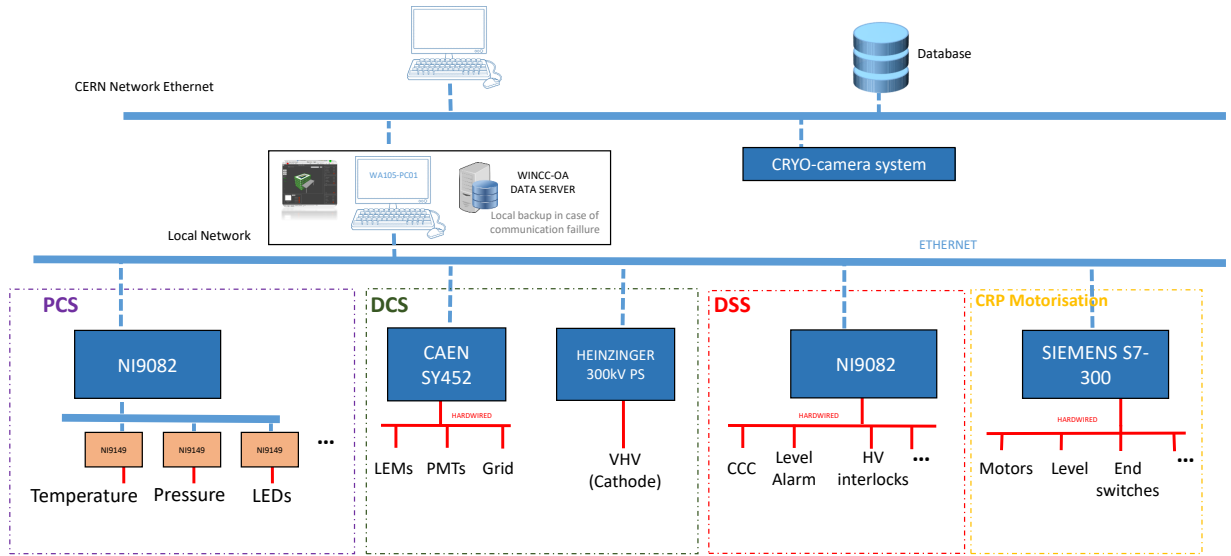 Database
CERN Network Ethernet
CRYO-camera system
WA105-PC01
WINCC-OA
DATA SERVER
Local backup in case of
communication faillure
Local Network
ETHERNET
PCS
NI9082
NI9149
NI9149
NI9149
...
Temperature
Pressure
LEDs
DCS
CAEN
SY452
HARDWIRED
LEMs
PMTs
Grid
HEINZINGER
300kV PS
VHV
(Cathode)
DSS
NI9082
HARDWIRED
CCC
Level
Alarm
HV
interlocks
...
CRP Motorisation
SIEMENS S7-
300
HARDWIRED
Motors
Level
End
switches
...